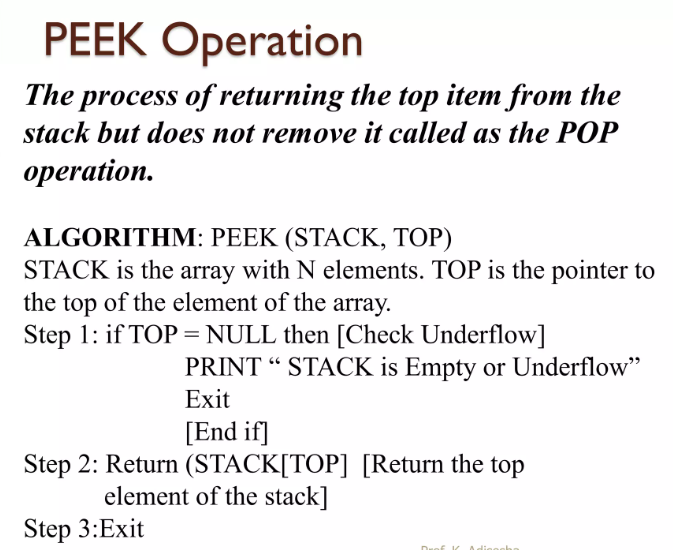 PEEK Operation
The process of returning the top item from the
stack but does not remove it called as the POP
operation.
ALGORITHM: PEEK (STACK, TOP)
STACK is the array with N elements. TOP is the pointer to
the top of the element of the array.
Step 1: if TOP = NULL then [Check Underflow]
PRINT “ STACK is Empty or Underflow”
Exit
[End if]
Step 2: Return (STACK[TOP] [Return the top
element of the stack]
Step 3:Exit
Prof. K. Adisesha